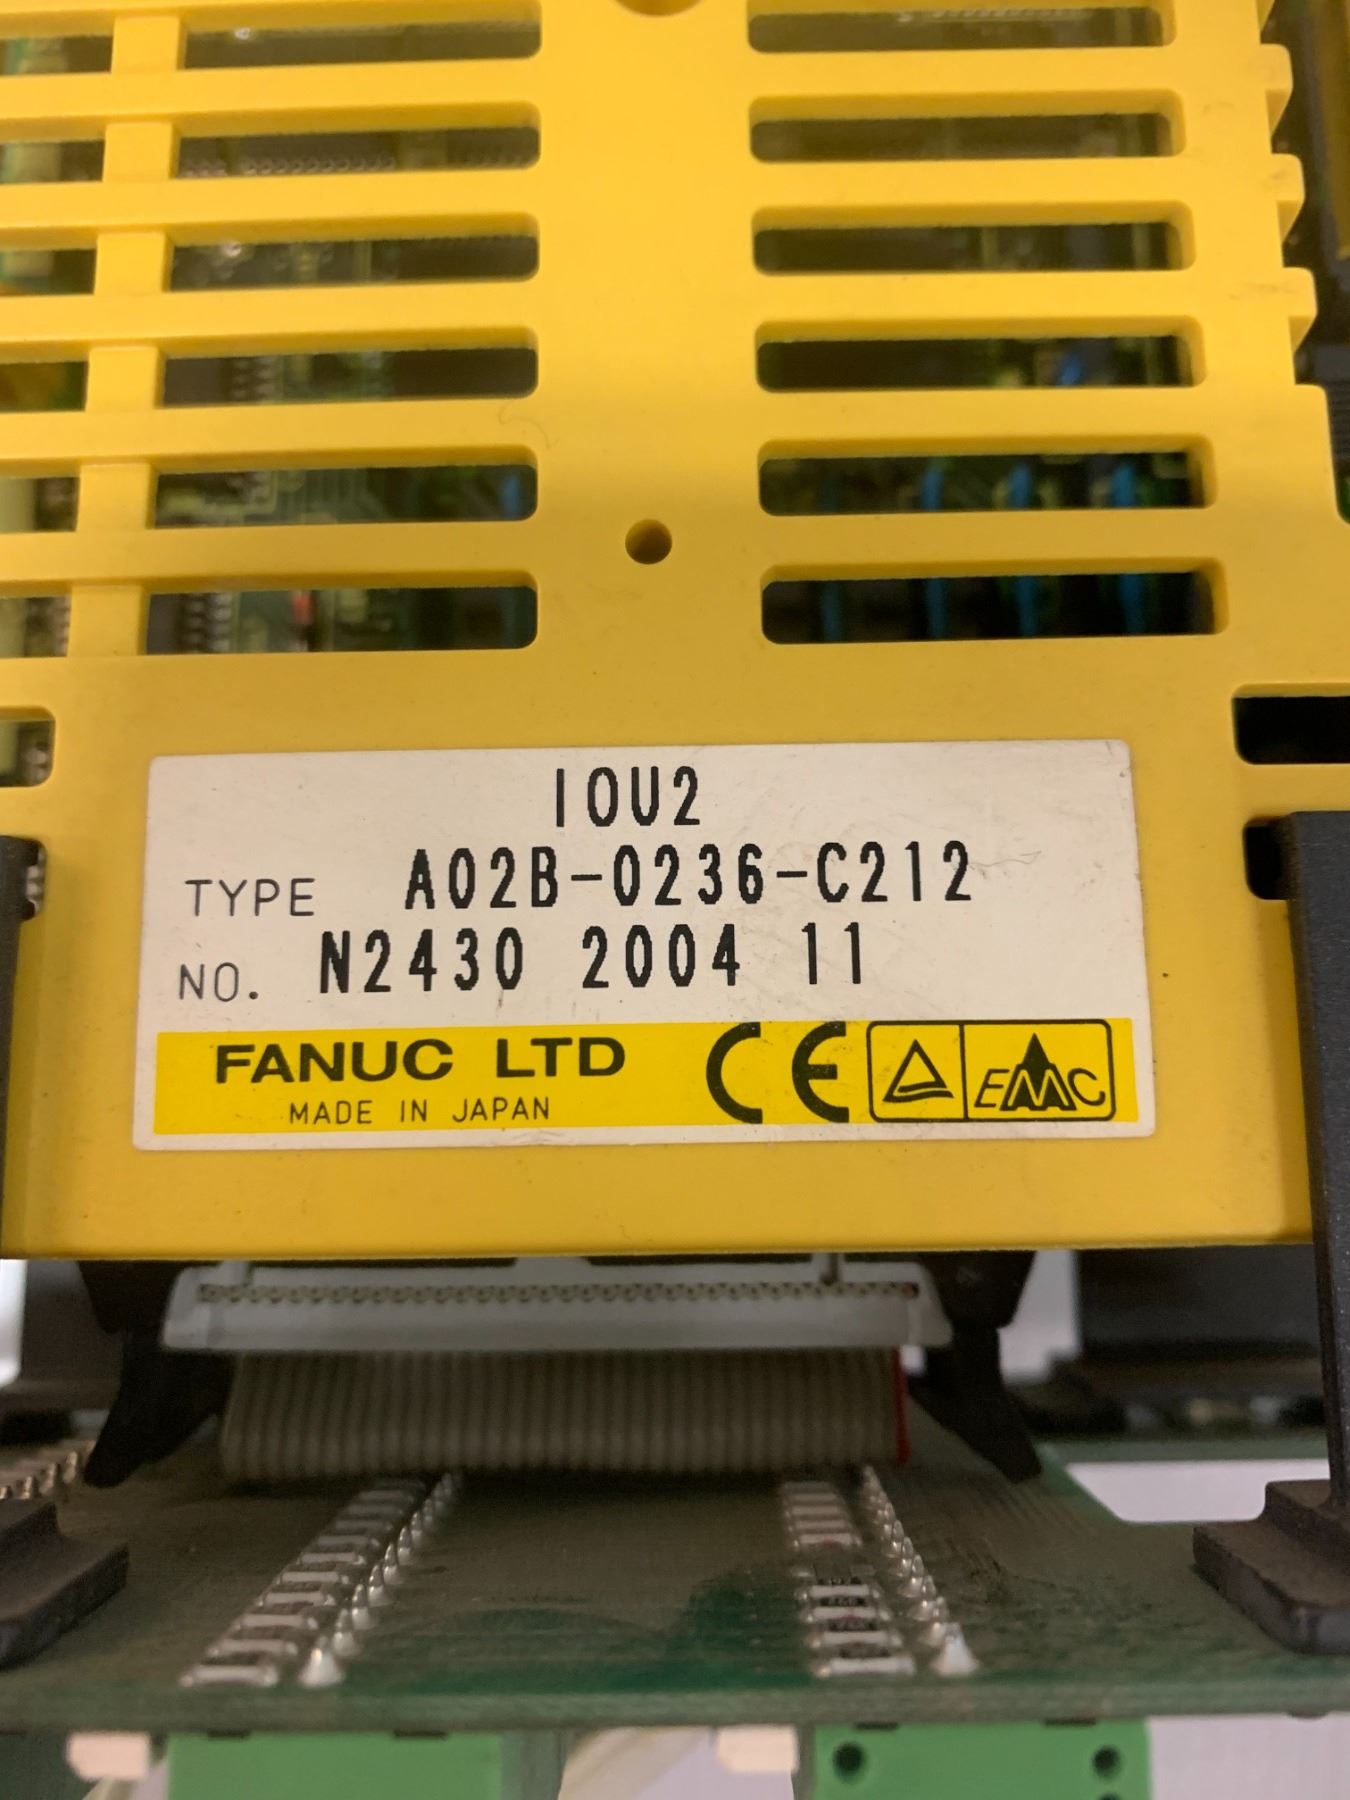 IOU2
TYPE A02B-0236-C212
NO. N2430 2004 11
FANUC LTD CE EMC
MADE IN JAPAN